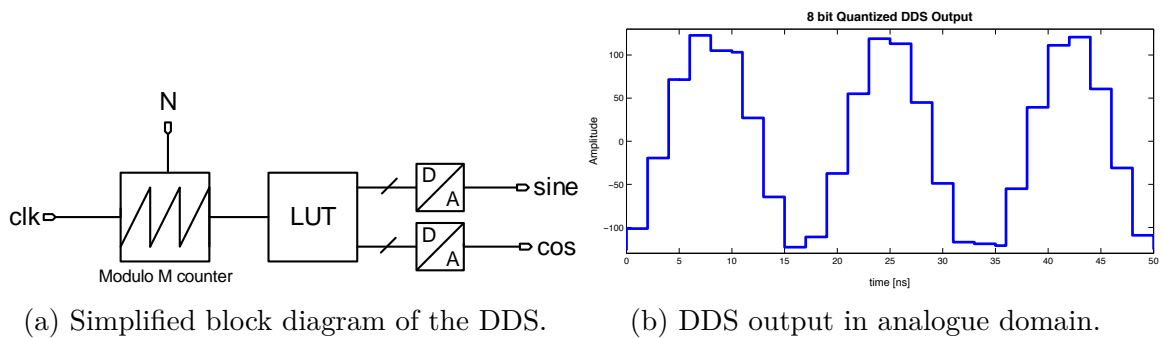 N
clk
LUT
D
A
sine
D
A
cos
Modulo M counter
(a) Simplified block diagram of the DDS.
8 bit Quantized DDS Output
Amplitude
100
50
0
−50
−100
0 5 10 15 20 25 30 35 40 45 50
time [ns]
(b) DDS output in analogue domain.